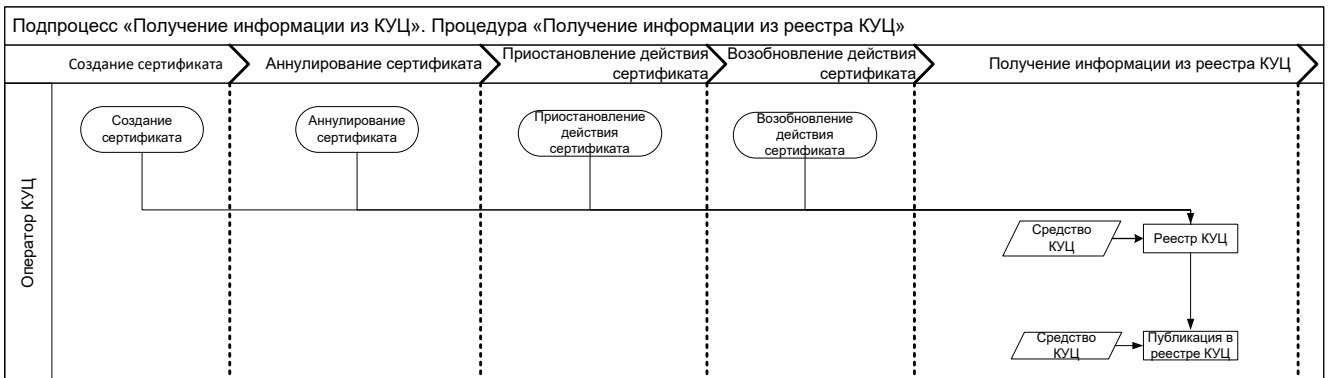 Подпроцесс «Получение информации из КУЦ». Процедура «Получение информации из реестра КУЦ»
Создание сертификата
Аннулирование сертификата
Приостановление действия
сертификата
Возобновление действия
сертификата
Получение информации из реестра КУЦ
Оператор КУЦ
Создание
сертификата
Аннулирование
сертификата
Приостановление
действия
сертификата
Возобновление
действия
сертификата
Средство
КУЦ
Реестр КУЦ
Средство
КУЦ
Публикация в
реестре КУЦ